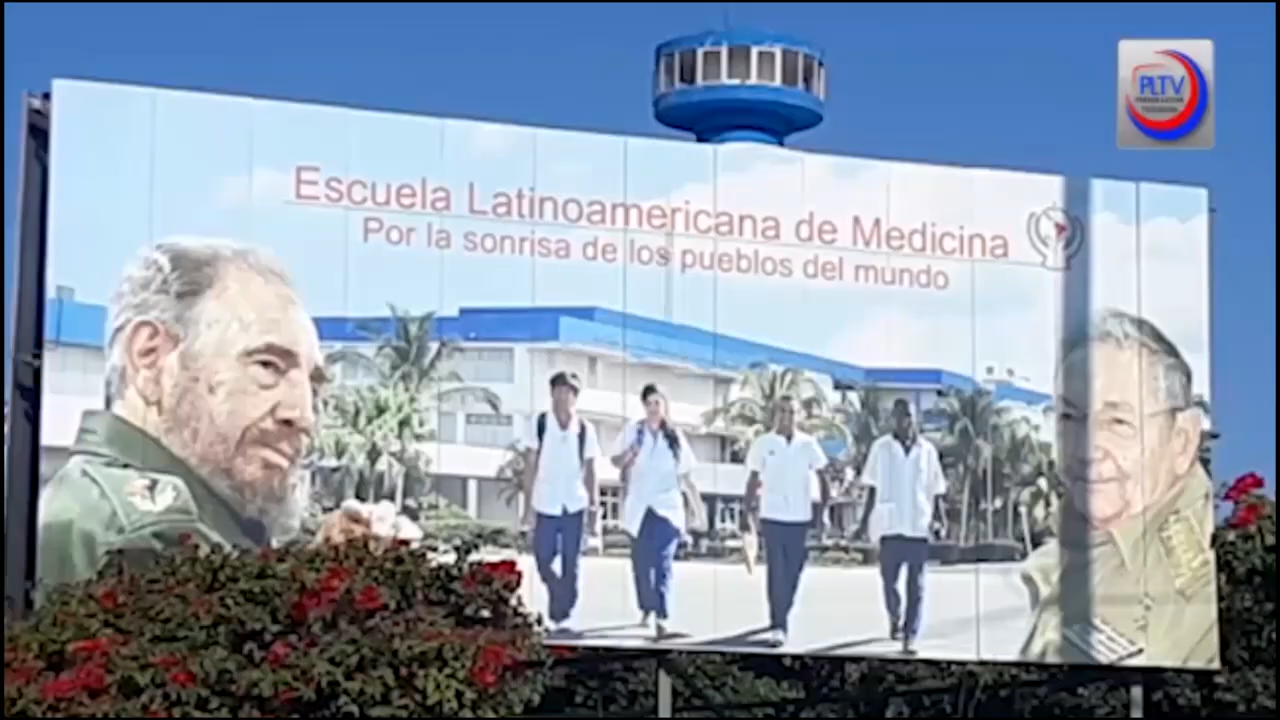 Escuela Latinoamericana de Medicina
Por la sonrisa de los pueblos del mundo
PLTV